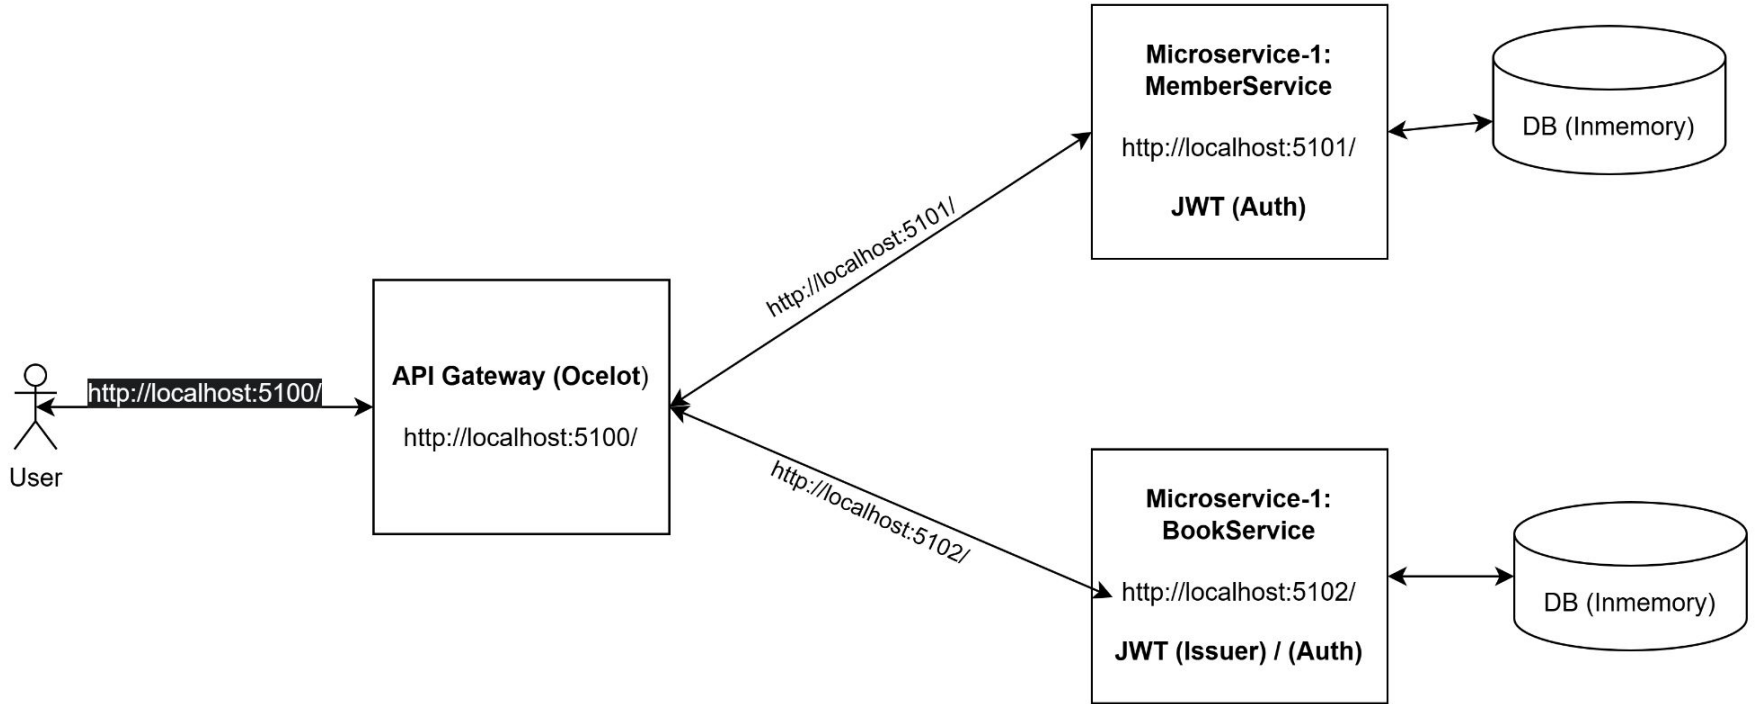 http://localhost:5100/
User
API Gateway (Ocelot)
http://localhost:5100/
http://localhost:5101/
http://localhost:5102/
Microservice-1:
MemberService
http://localhost:5101/
JWT (Auth)
DB (Inmemory)
Microservice-1:
BookService
http://localhost:5102/
JWT (Issuer) / (Auth)
DB (Inmemory)